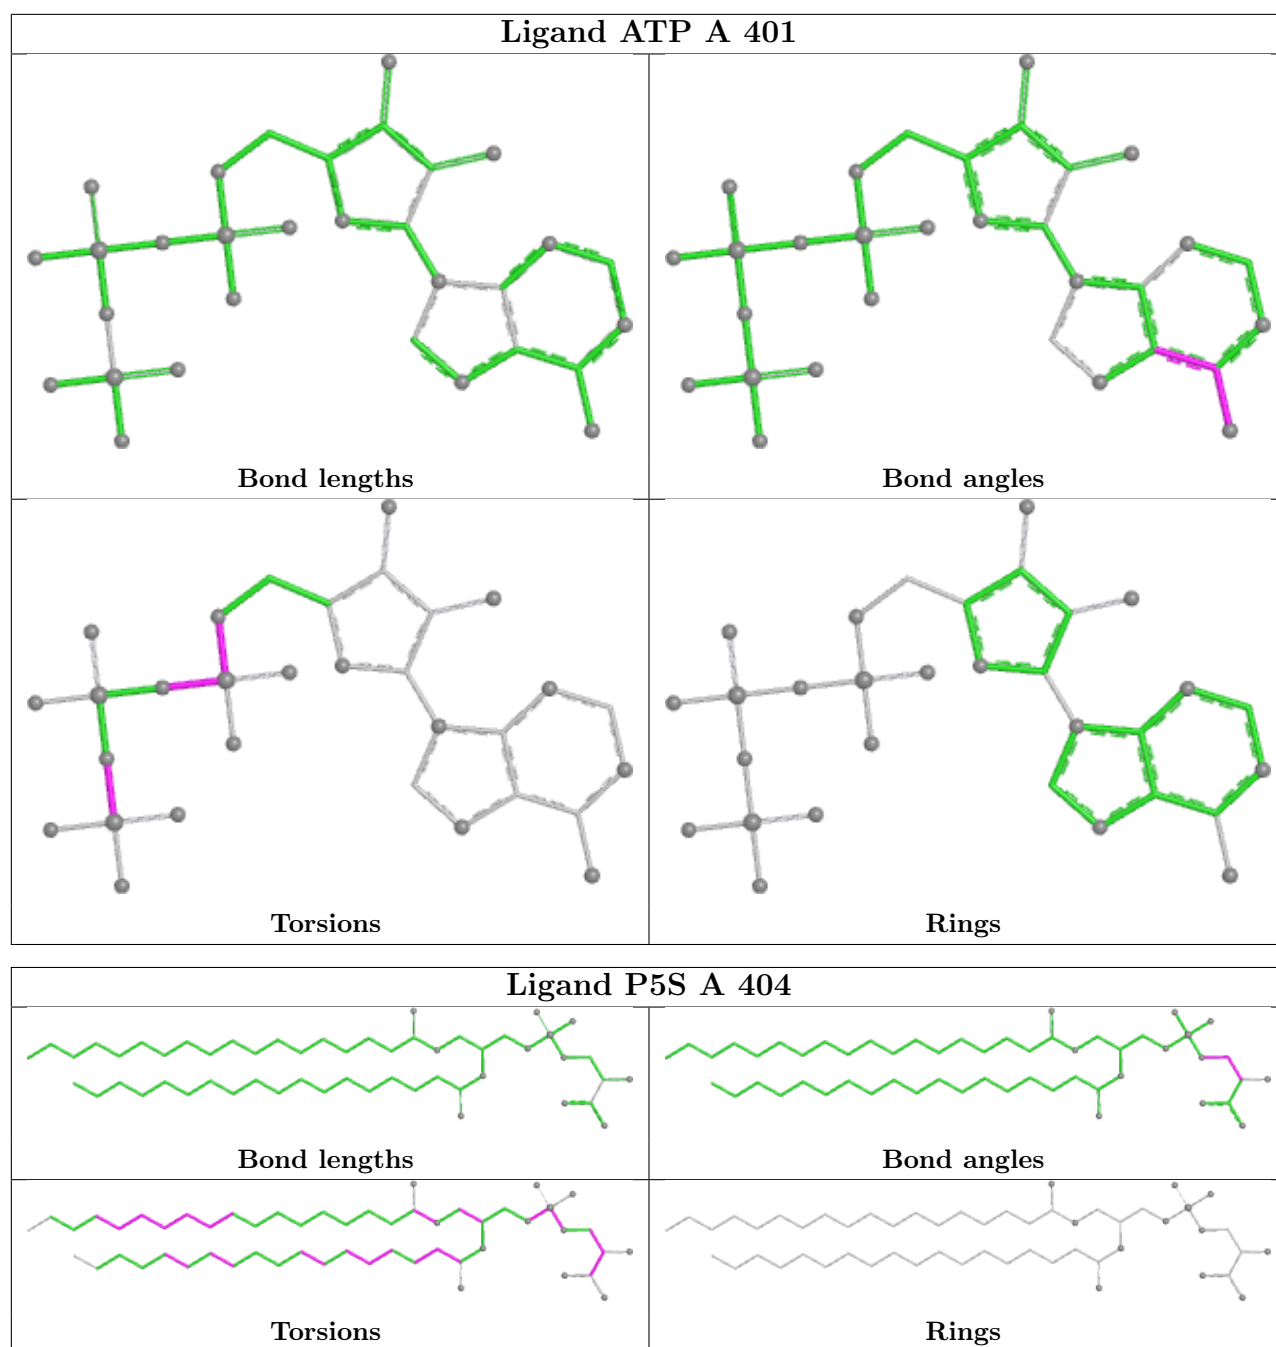 Ligand ATP A 401
Bond lengths
Bond angles
Torsions
Rings
Ligand P5S A 404
Bond lengths
Bond angles
Torsions
Rings